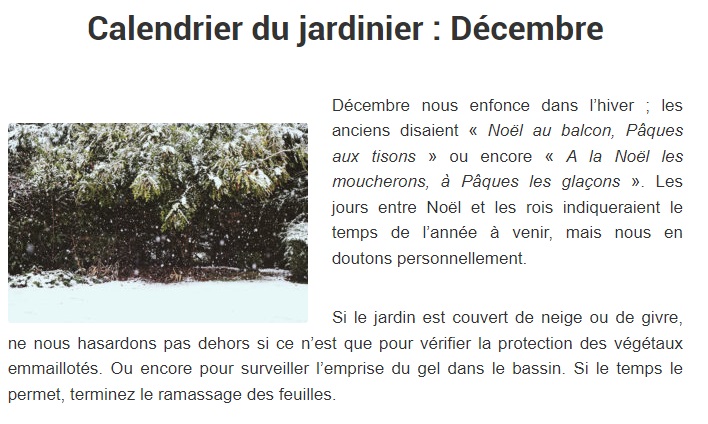 Calendrier du jardinier : Décembre
Décembre nous enfonce dans l’hiver ; les
anciens disaient « Noël au balcon, Pâques
aux tisons » ou encore « A la Noël les
moucherons, à Pâques les glaçons ». Les
jours entre Noël et les rois indiqueraient le
temps de l’année à venir, mais nous en
doutons personnellement.
Si le jardin est couvert de neige ou de givre,
ne nous hasardons pas dehors si ce n’est que pour vérifier la protection des végétaux
emmaillotés. Ou encore pour surveiller l’emprise du gel dans le bassin. Si le temps le
permet, terminez le ramassage des feuilles.